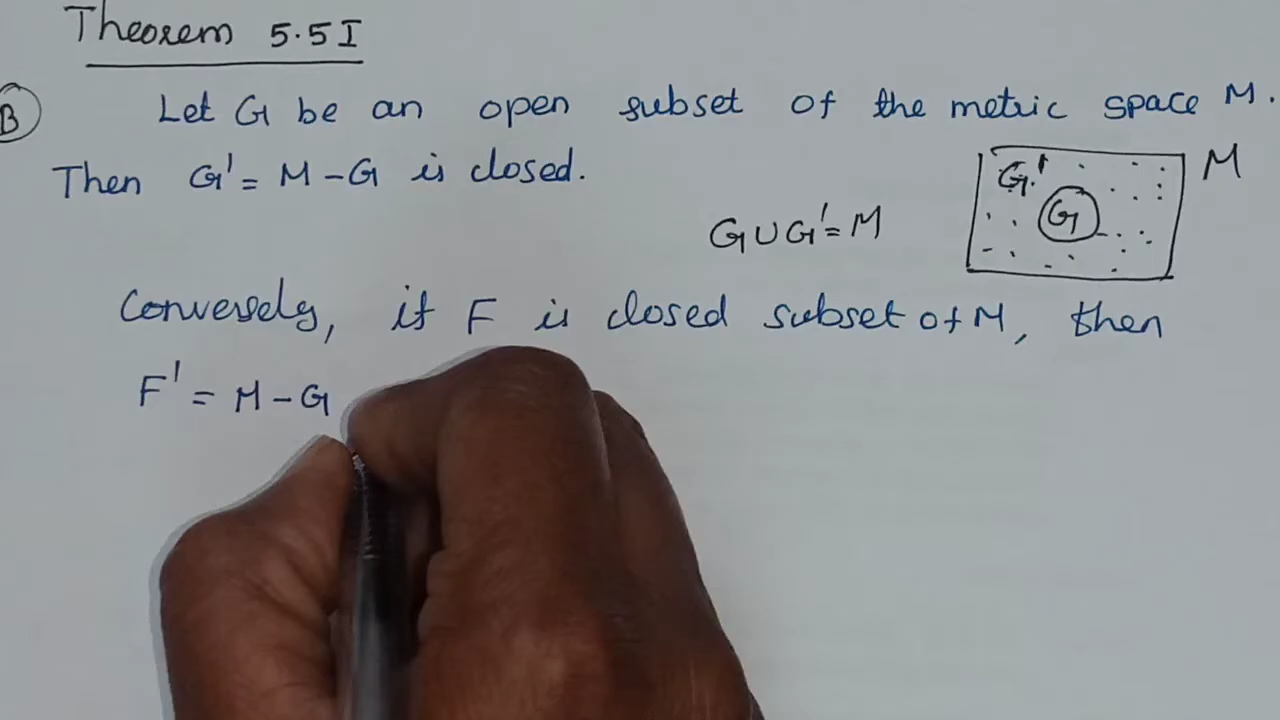 Theorem 5.5I
B
Let G be an open subset of the metric space M.
Then G' = M - G is closed.
G' G M
G ∪ G' = M
Conversely, if F is closed subset of M, then
F' = M - G